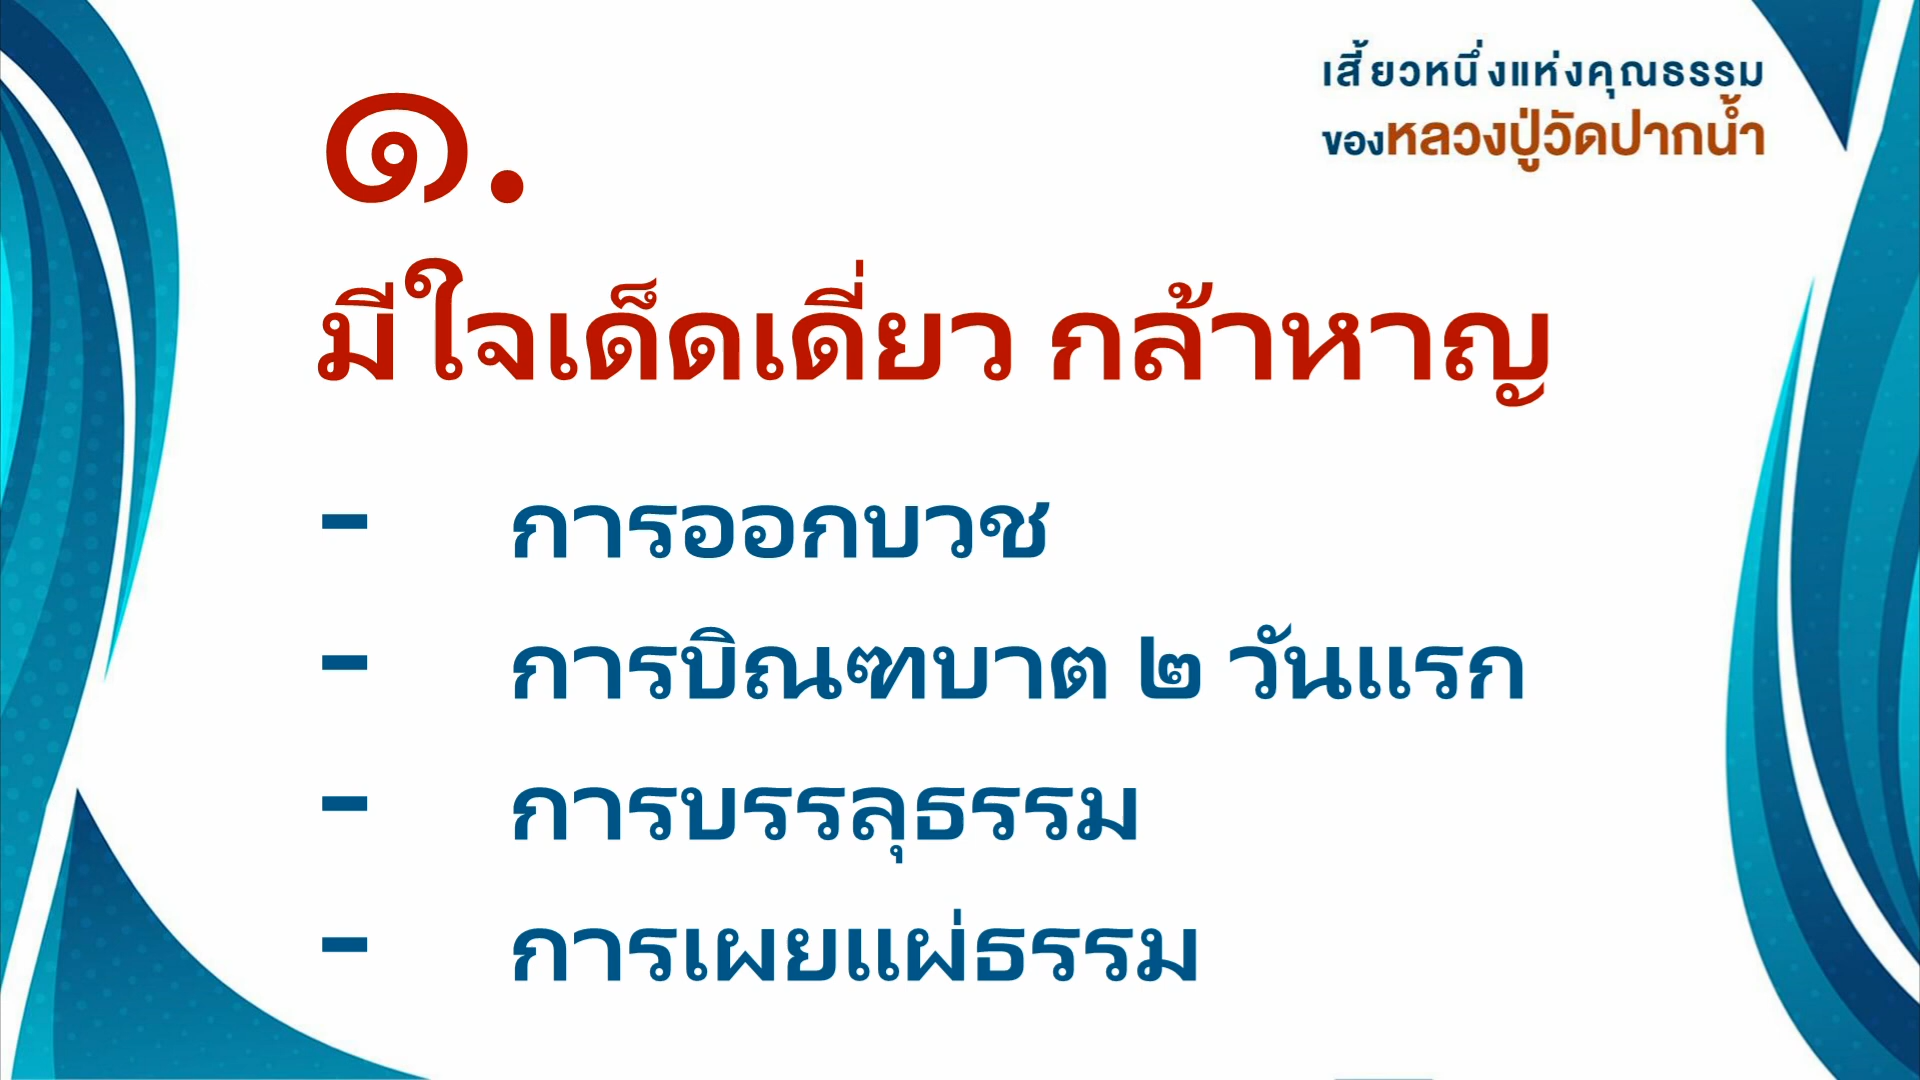 เสี้ยวหนึ่งแห่งคุณธรรม
ของหลวงปู่วัดปากน้ำ
๑.
มีใจเด็ดเดี่ยว กล้าหาญ
- การออกบวช
- การบิณฑบาต ๒ วันแรก
- การบรรลุธรรม
- การเผยแผ่ธรรม